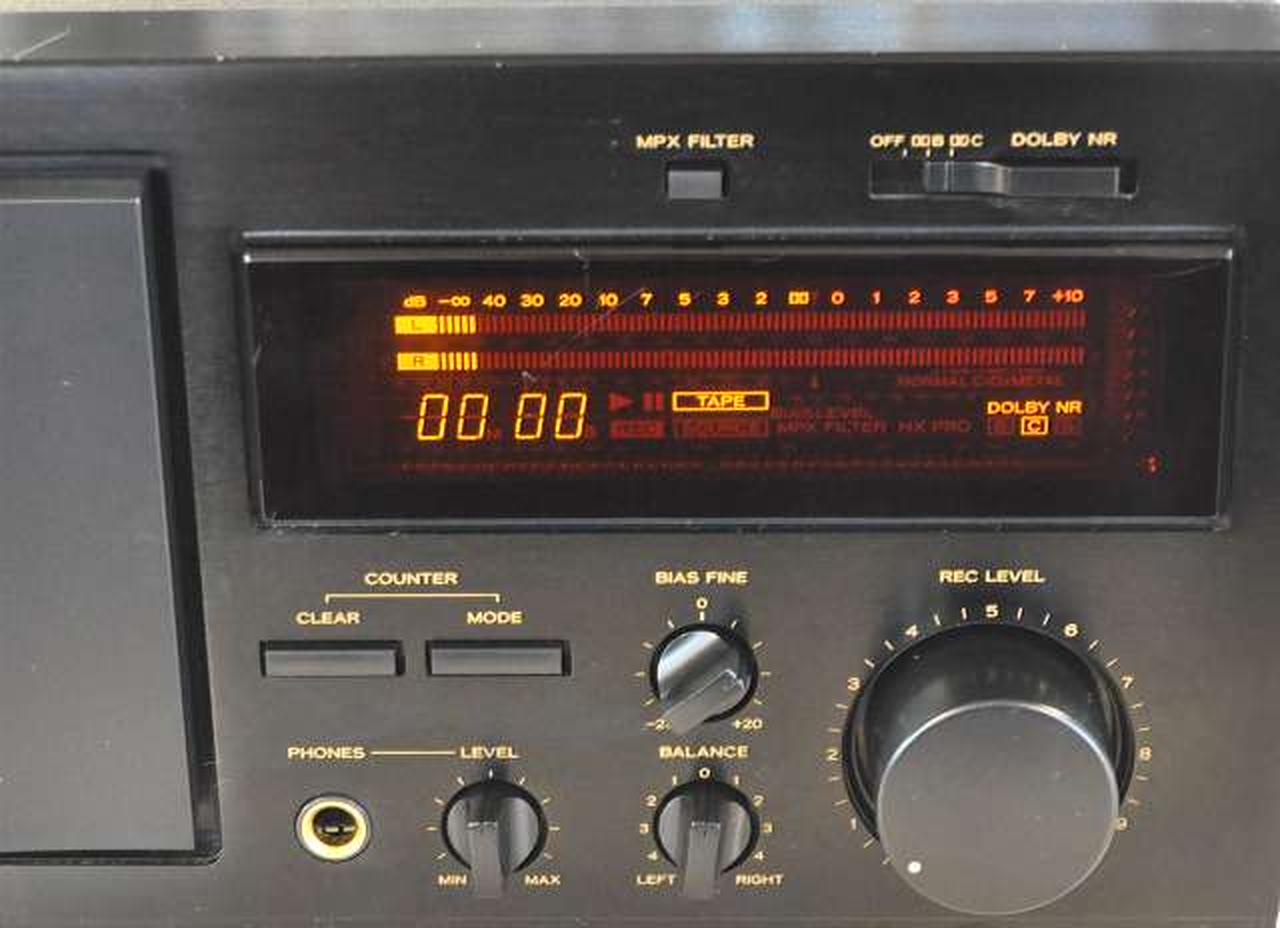 MPX FILTER
OFF B C DOLBY NR
dB -∞ 40 30 20 10 7 5 3 2 0 1 2 3 5 7 +10
L
R
NORMAL CrO2 METAL
00 00 TAPE DOLBY NR
BIAS LEVEL
REC SOURCE MPX FILTER HX PRO C
COUNTER BIAS FINE REC LEVEL
CLEAR MODE 0
4 5 6
3 7
+20
PHONES LEVEL BALANCE 2 8
0
1 1
2 2
3 3 1 9
4 4
MIN MAX LEFT RIGHT